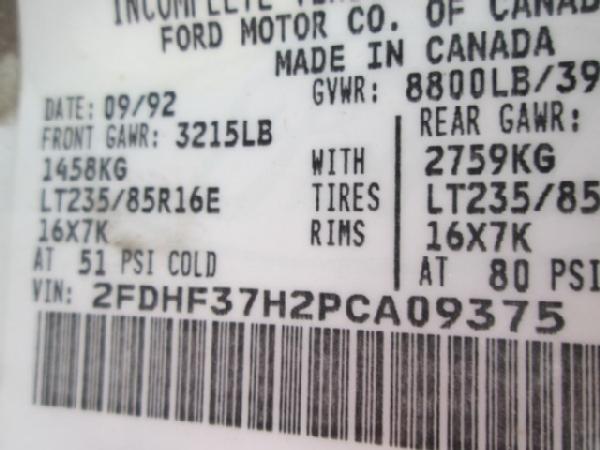 INCOMPLETE
FORD MOTOR CO. OF CANAD
MADE IN CANADA
DATE: 09/92 GVWR: 8800LB/39
FRONT GAWR: 3215LB REAR GAWR:
1458KG WITH 2759KG
LT235/85R16E TIRES LT235/85
16X7K RIMS 16X7K
AT 51 PSI COLD AT 80 PSI
VIN: 2FDHF37H2PCA09375